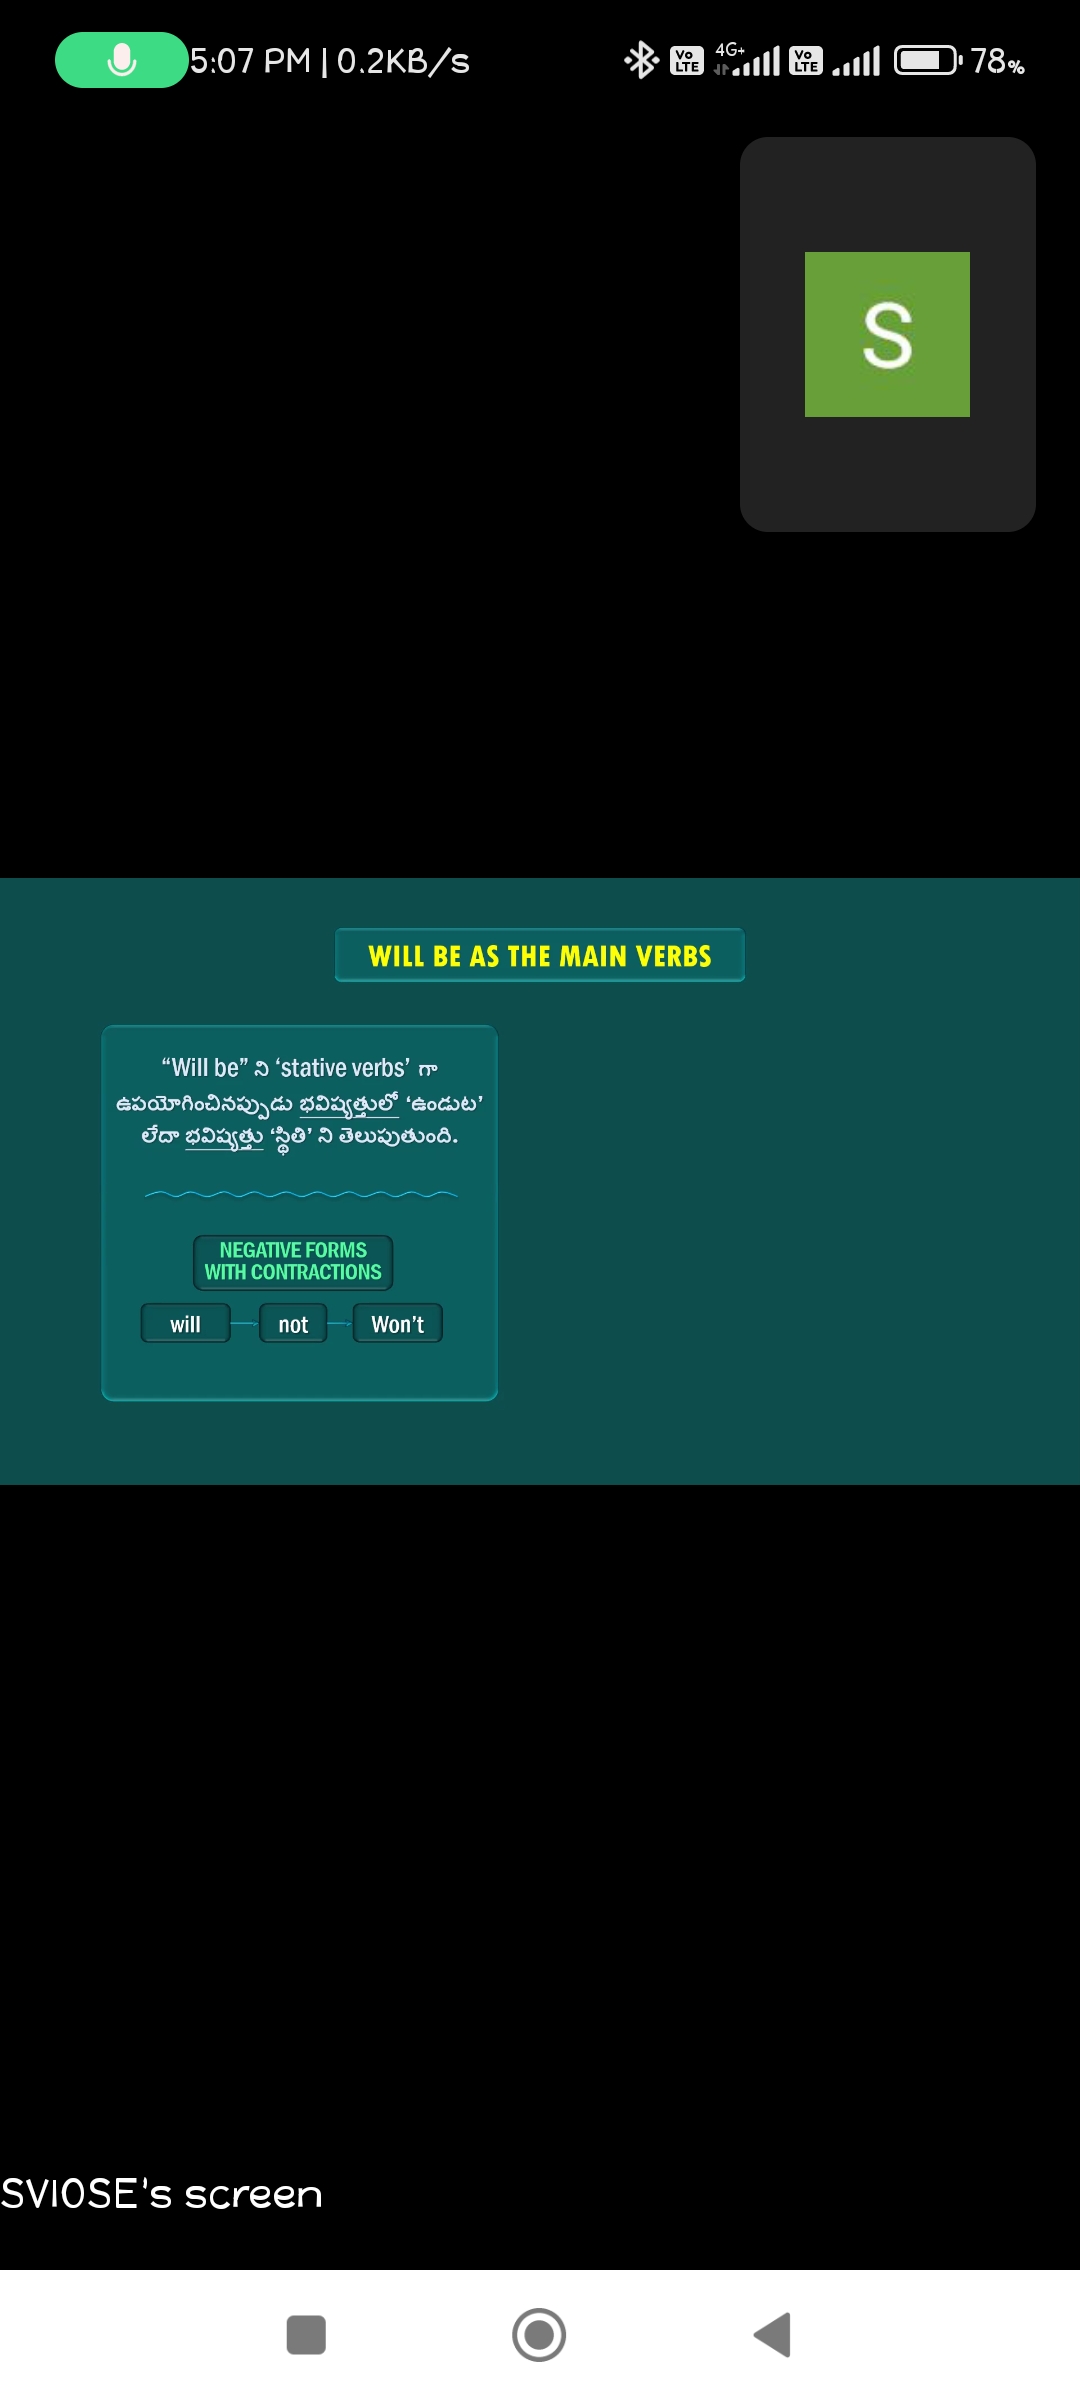 5:07 PM | 0.2KB/s 4G+ Vo LTE Vo LTE 78%
S
WILL BE AS THE MAIN VERBS
“Will be” ని ‘stative verbs’ గా
ఉపయోగించినప్పుడు భవిష్యత్తులో ‘ఉండుట’
లేదా భవిష్యత్తు ‘స్థితి’ ని తెలుపుతుంది.
NEGATIVE FORMS
WITH CONTRACTIONS
will not Won’t
SVIOSE's screen